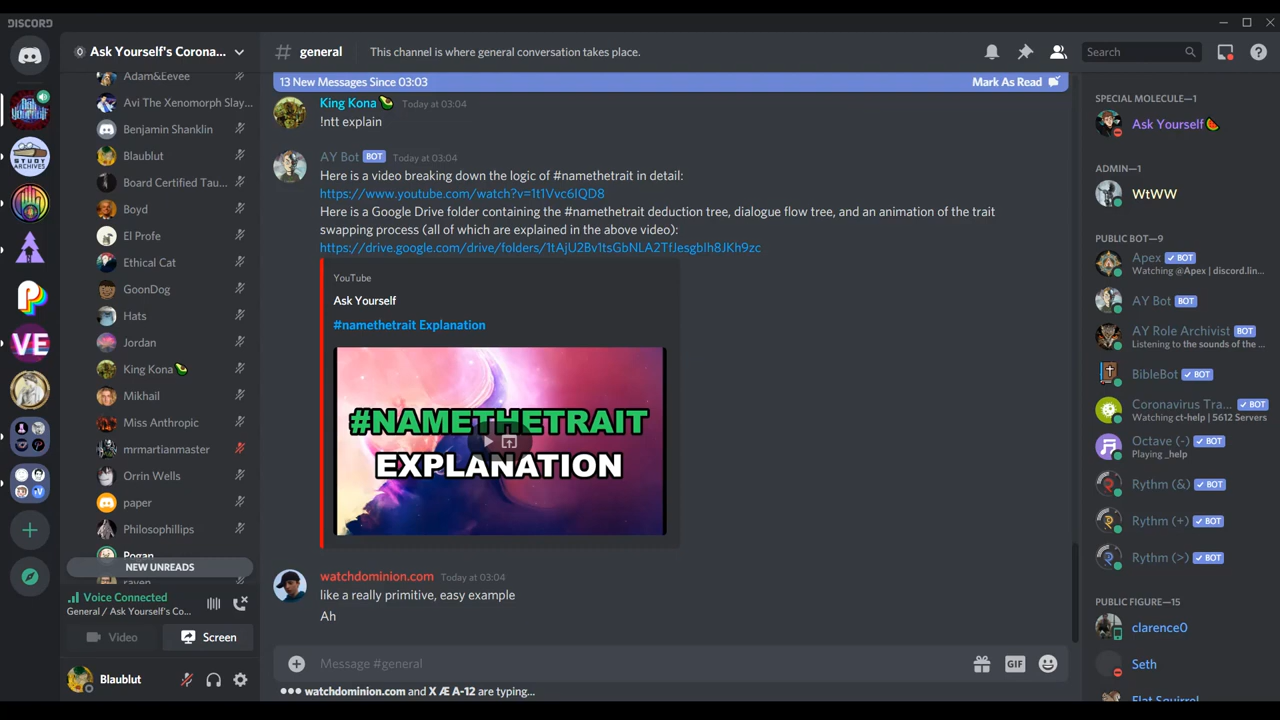 DISCORD
Ask Yourself's Corona...
general
This channel is where general conversation takes place.
Search
Adam&Eevee
Avi The Xenomorph Slay...
Benjamin Shanklin
Blaublut
Board Certified Tau...
Boyd
El Profe
Ethical Cat
GoonDog
Hats
Jordan
King Kona
Mikhail
Miss Anthropic
mrmartianmaster
Orrin Wells
paper
Philosophillips
Pogan
raven
NEW UNREADS
Voice Connected
General / Ask Yourself's Co...
Video
Screen
Blaublut
STUDY
ARCHIVES
VE
13 New Messages Since 03:03
Mark As Read
King Kona Today at 03:04
!ntt explain
AY Bot BOT Today at 03:04
Here is a video breaking down the logic of #namethetrait in detail:
https://www.youtube.com/watch?v=1t1Vvc6IQD8
Here is a Google Drive folder containing the #namethetrait deduction tree, dialogue flow tree, and an animation of the trait
swapping process (all of which are explained in the above video):
https://drive.google.com/drive/folders/1tAjU2Bv1tsGbNLA2TfJesgbIh8JKh9zc
YouTube
Ask Yourself
#namethetrait Explanation
#NAMETHETRAIT
EXPLANATION
watchdominion.com Today at 03:04
like a really primitive, easy example
Ah
Message #general
GIF
watchdominion.com and X Æ A-12 are typing...
SPECIAL MOLECULE—1
Ask Yourself
ADMIN—1
WtWW
PUBLIC BOT—9
Apex BOT
Watching @Apex | discord.lin...
AY Bot BOT
AY Role Archivist BOT
Listening to the sounds of the ...
BibleBot BOT
Coronavirus Tra... BOT
Watching ct-help | 5612 Servers
Octave (-) BOT
Playing _help
Rythm (&) BOT
Rythm (+) BOT
Rythm (>) BOT
PUBLIC FIGURE—15
clarence0
Seth
Flat Squirrel